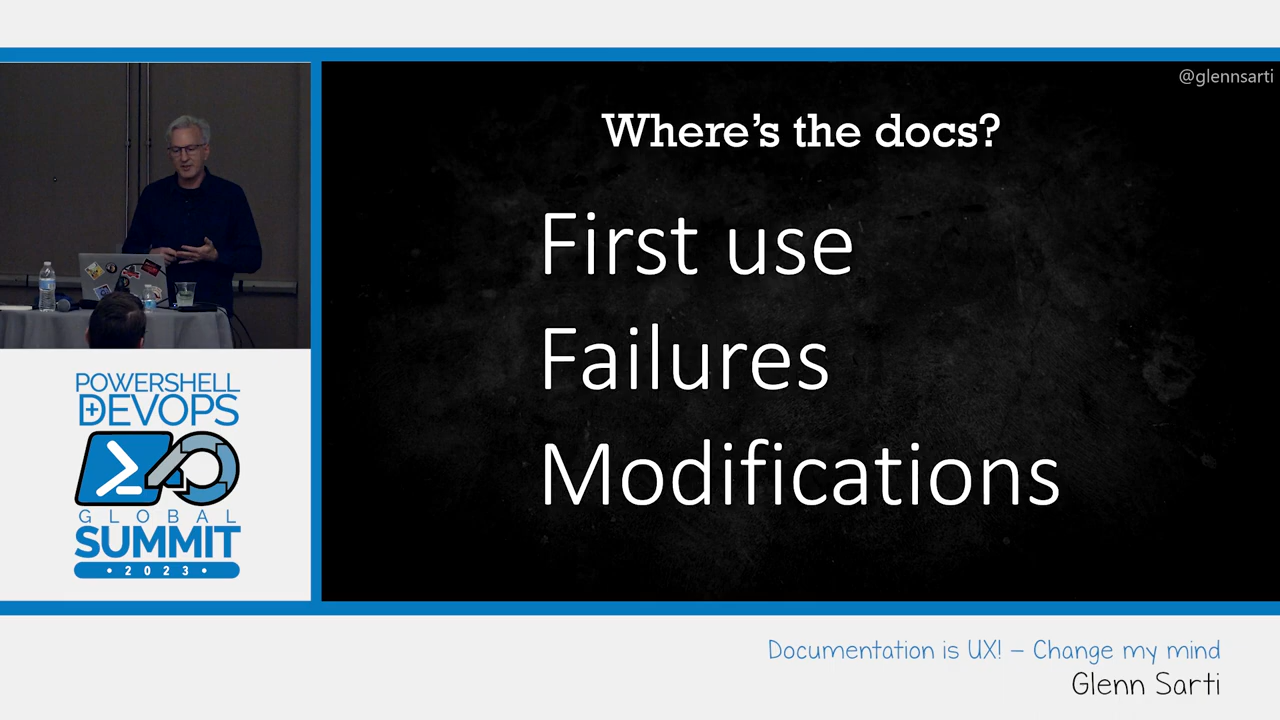 @glennsarti
Where's the docs?
First use
Failures
Modifications
POWERSHELL
+DEVOPS
GLOBAL
SUMMIT
• 2023 •
Documentation is UX! – Change my mind
Glenn Sarti